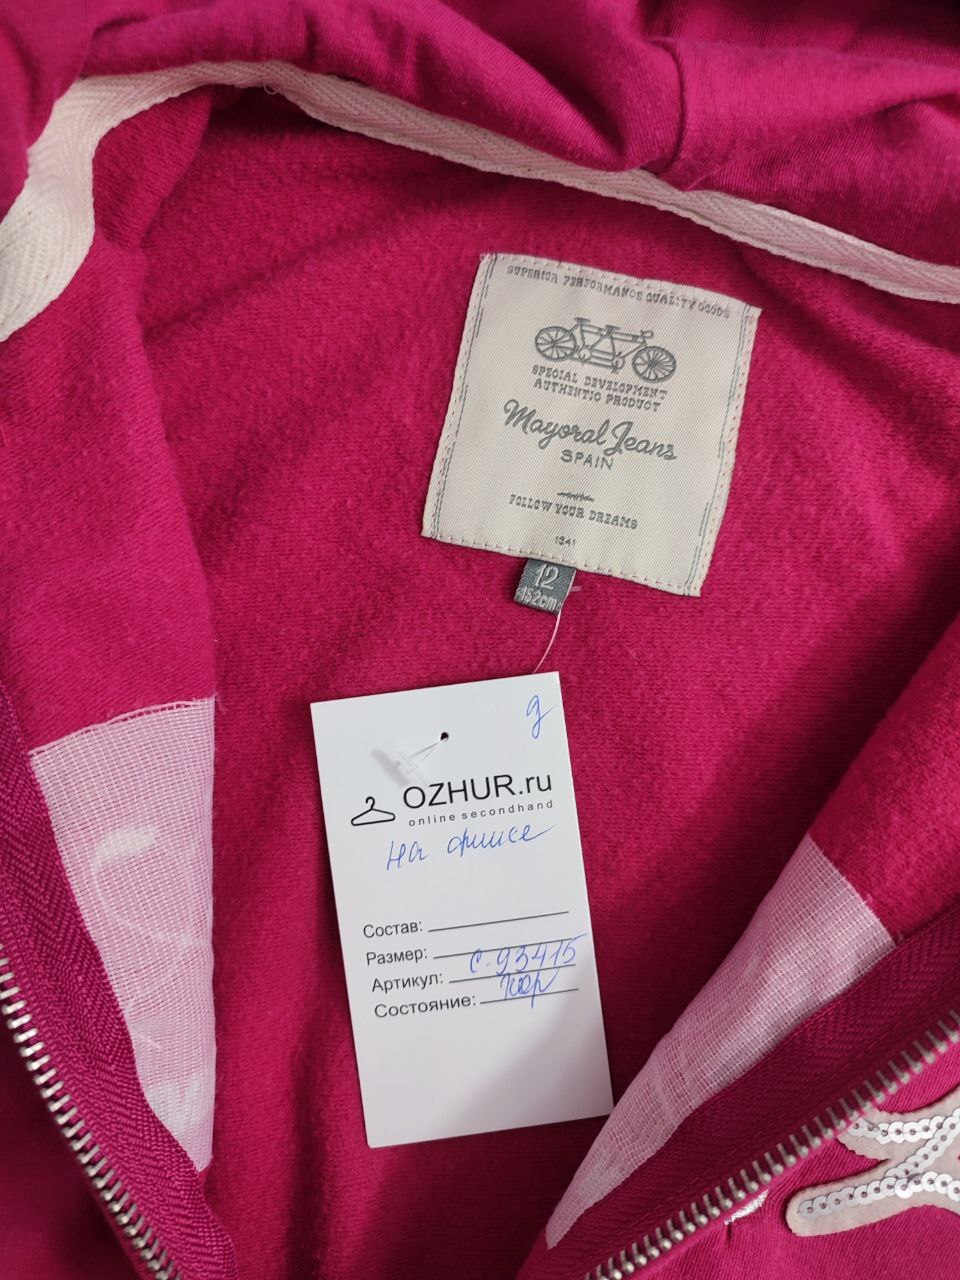 SUPERIOR PERFORMANCE QUALITY GOODS
SPECIAL DEVELOPMENT
AUTHENTIC PRODUCT
Mayoral Jeans
SPAIN
FOLLOW YOUR DREAMS
1341
12
152cm
д
OZHUR.ru
online secondhand
на флисе
Состав:
Размер:
Артикул: С-93415
Состояние: хор